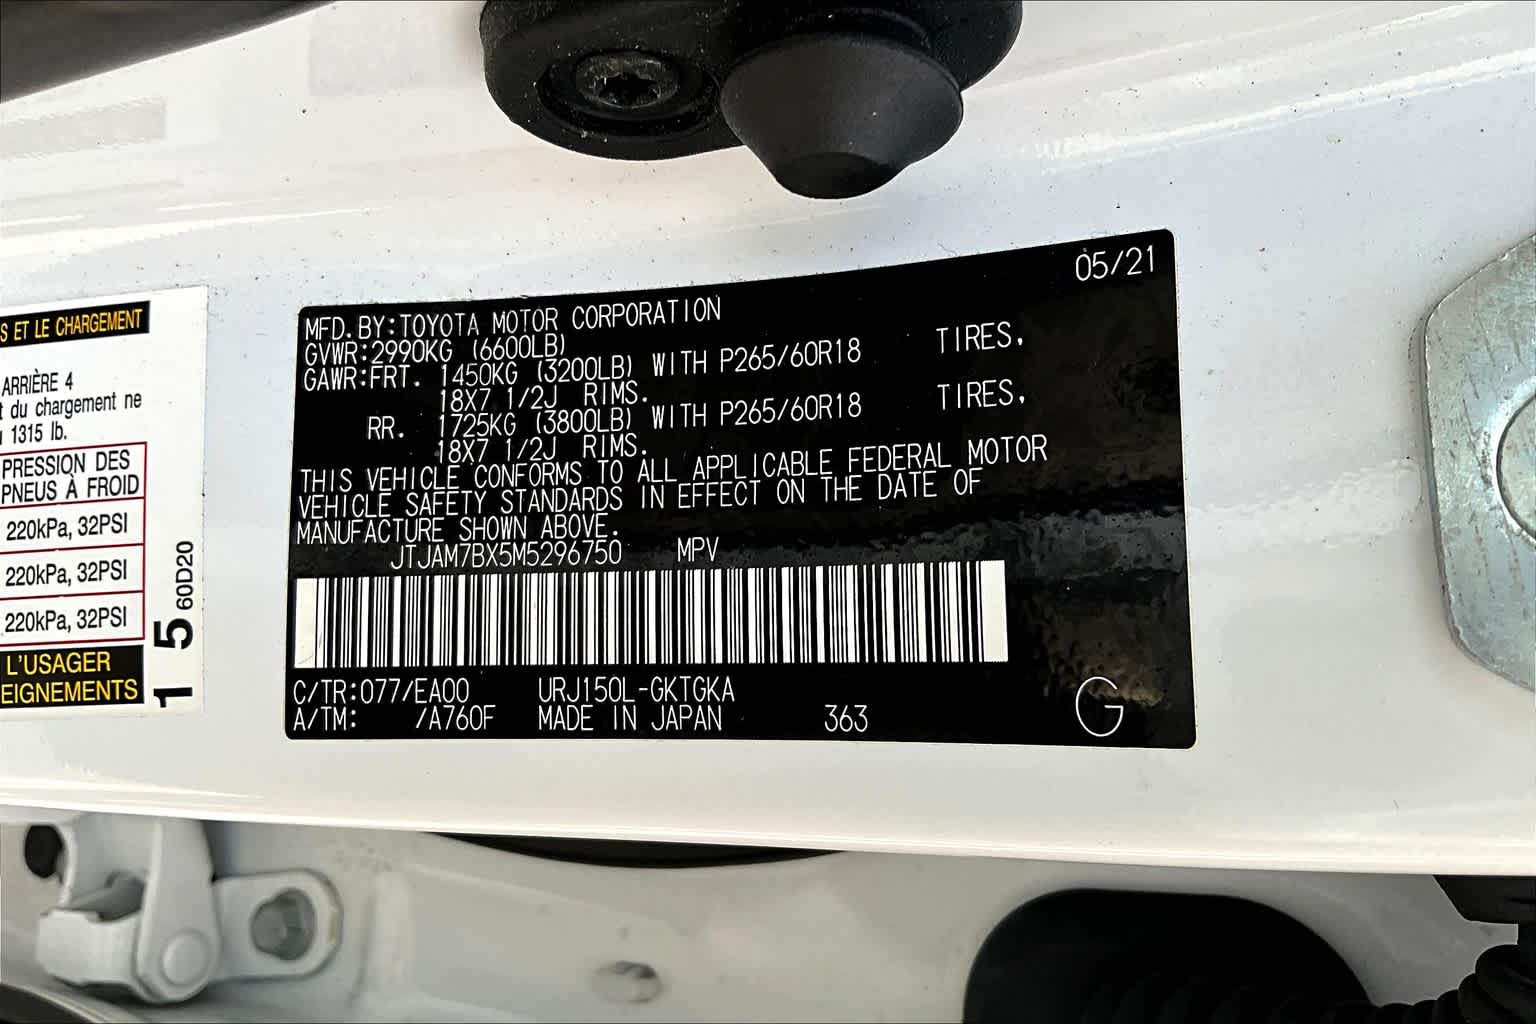 S ET LE CHARGEMENT
ARRIÈRE 4
t du chargement ne
1315 lb.
PRESSION DES
PNEUS À FROID
220kPa, 32PSI
220kPa, 32PSI
220kPa, 32PSI
L'USAGER
EIGNEMENTS
1 5 60D20
05/21
MFD. BY: TOYOTA MOTOR CORPORATION
GVWR:2990KG (6600LB)
GAWR:FRT. 1450KG (3200LB) WITH P265/60R18 TIRES,
18X7 1/2J RIMS.
RR. 1725KG (3800LB) WITH P265/60R18 TIRES,
18X7 1/2J RIMS.
THIS VEHICLE CONFORMS TO ALL APPLICABLE FEDERAL MOTOR
VEHICLE SAFETY STANDARDS IN EFFECT ON THE DATE OF
MANUFACTURE SHOWN ABOVE.
JTJAM7BX5M5296750 MPV
C/TR:077/EA00 URJ150L-GKTGKA
A/TM: /A760F MADE IN JAPAN 363 G